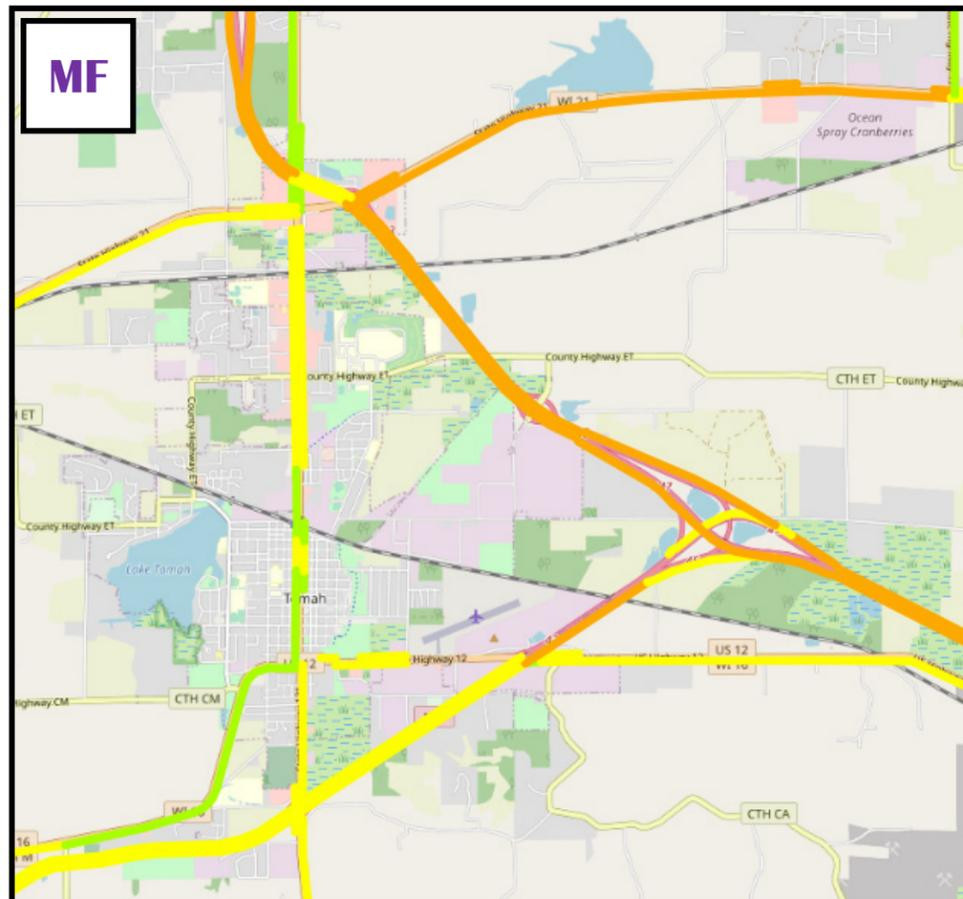 MF
WI 21
State Highway 21
Ocean
Spray Cranberries
State Highway 21
County Highway ET
County Highway ET
CTH ET
County Highwa
County Highway ET
ET
County Highway ET
Lake Tomah
Tomah
Highway 12
US 12
WI 16
Highway CM
CTH CM
CTH CA
16